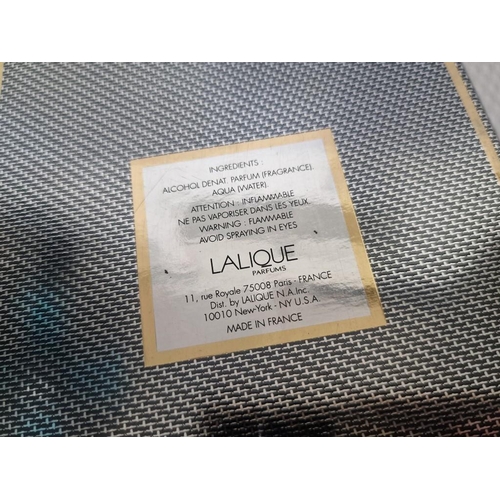 INGREDIENTS :
ALCOHOL DENAT. PARFUM (FRAGRANCE).
AQUA (WATER).
ATTENTION : INFLAMMABLE
NE PAS VAPORISER DANS LES YEUX.
WARNING : FLAMMABLE
AVOID SPRAYING IN EYES
LALIQUE
PARFUMS
11, rue Royale 75008 Paris - FRANCE
Dist. by LALIQUE N.A.Inc.
10010 New-York - NY U.S.A.
MADE IN FRANCE